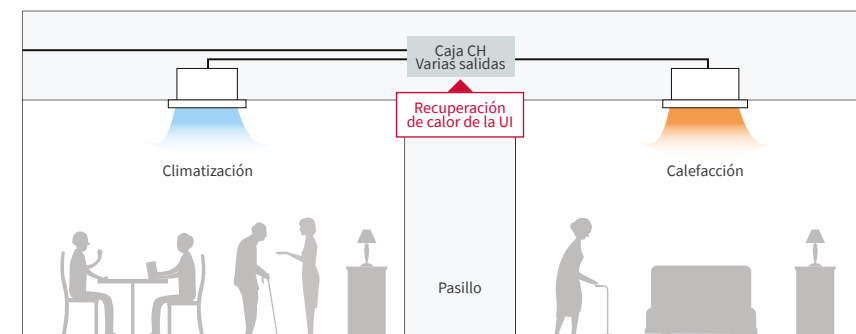 Caja CH
Varias salidas
Recuperación
de calor de la UI
Climatización
Calefacción
Pasillo